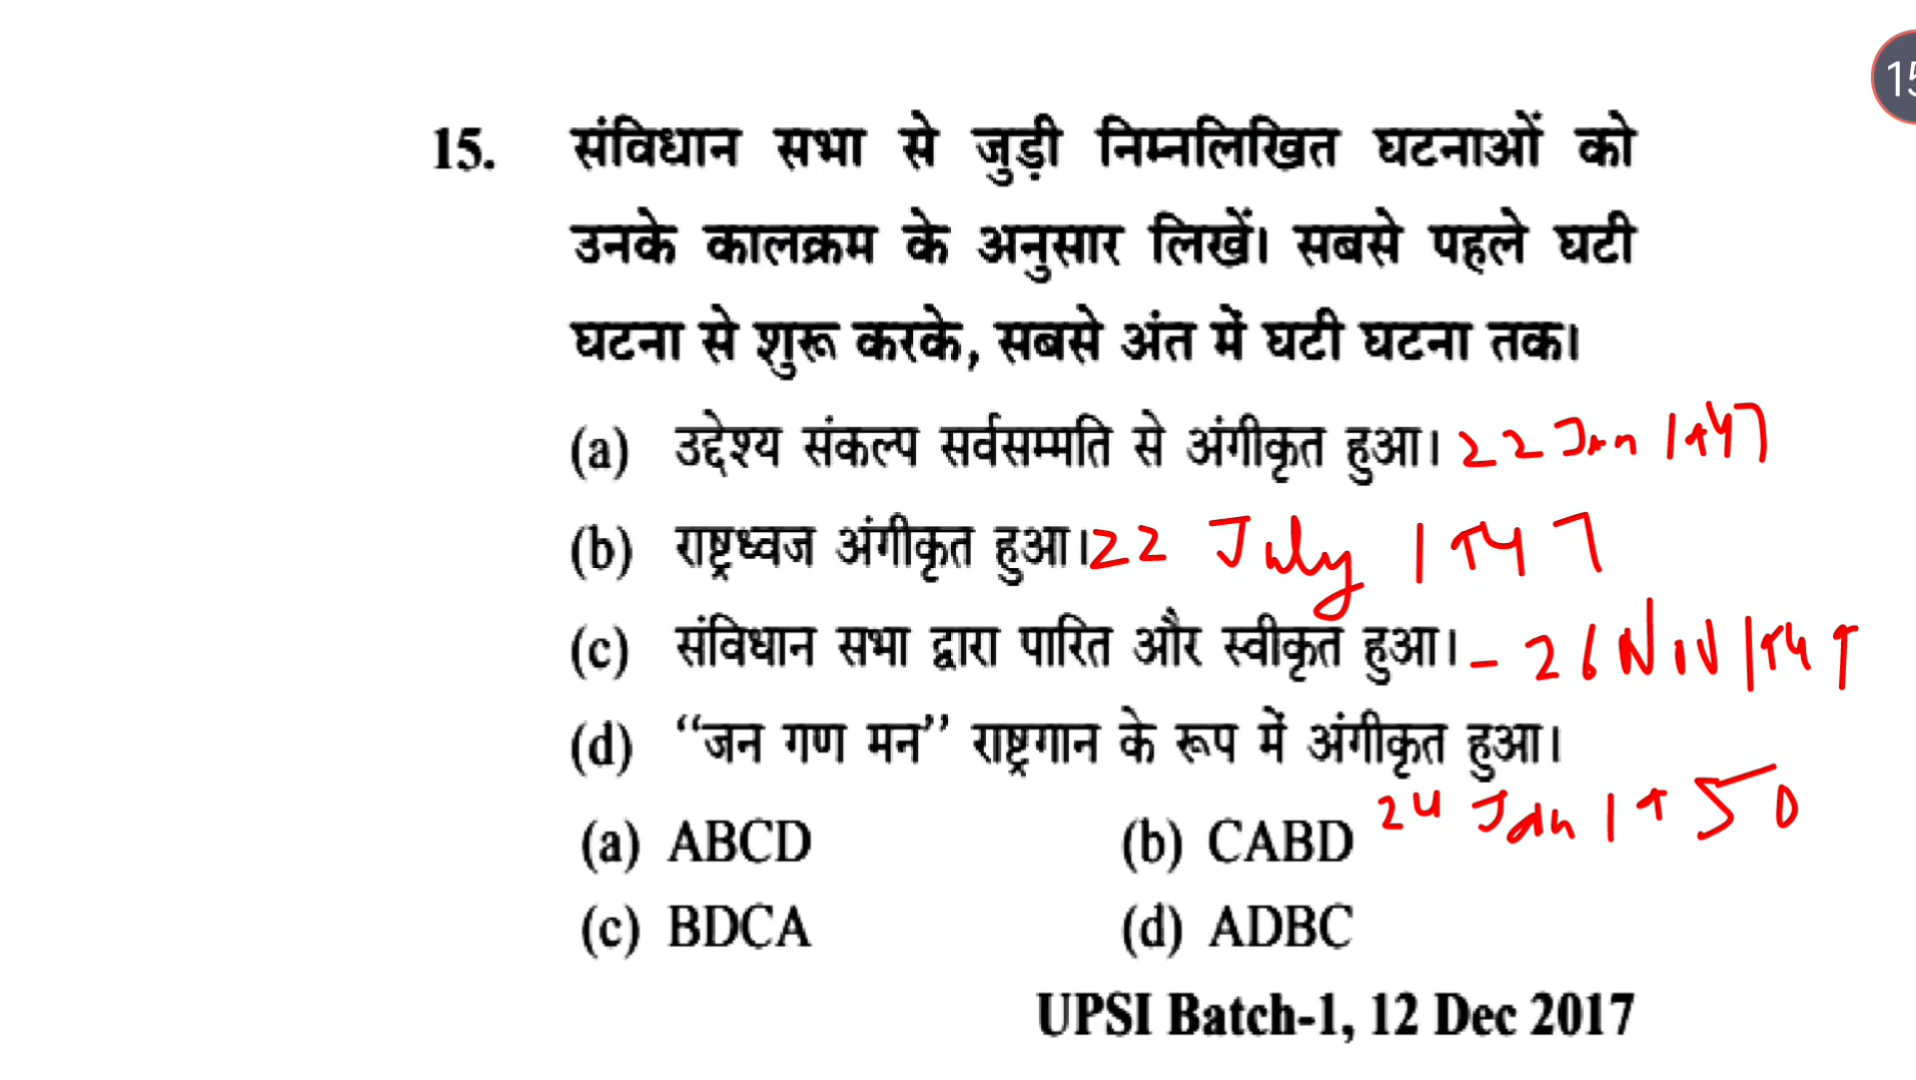 15
15. संविधान सभा से जुड़ी निम्नलिखित घटनाओं को
उनके कालक्रम के अनुसार लिखें। सबसे पहले घटी
घटना से शुरू करके, सबसे अंत में घटी घटना तक।
(a) उद्देश्य संकल्प सर्वसम्मति से अंगीकृत हुआ। 22 Jan 1947
(b) राष्ट्रध्वज अंगीकृत हुआ। 22 July 1947
(c) संविधान सभा द्वारा पारित और स्वीकृत हुआ। - 26 Nov 1949
(d) “जन गण मन” राष्ट्रगान के रूप में अंगीकृत हुआ।
24 Jan 1950
(a) ABCD (b) CABD
(c) BDCA (d) ADBC
UPSI Batch-1, 12 Dec 2017